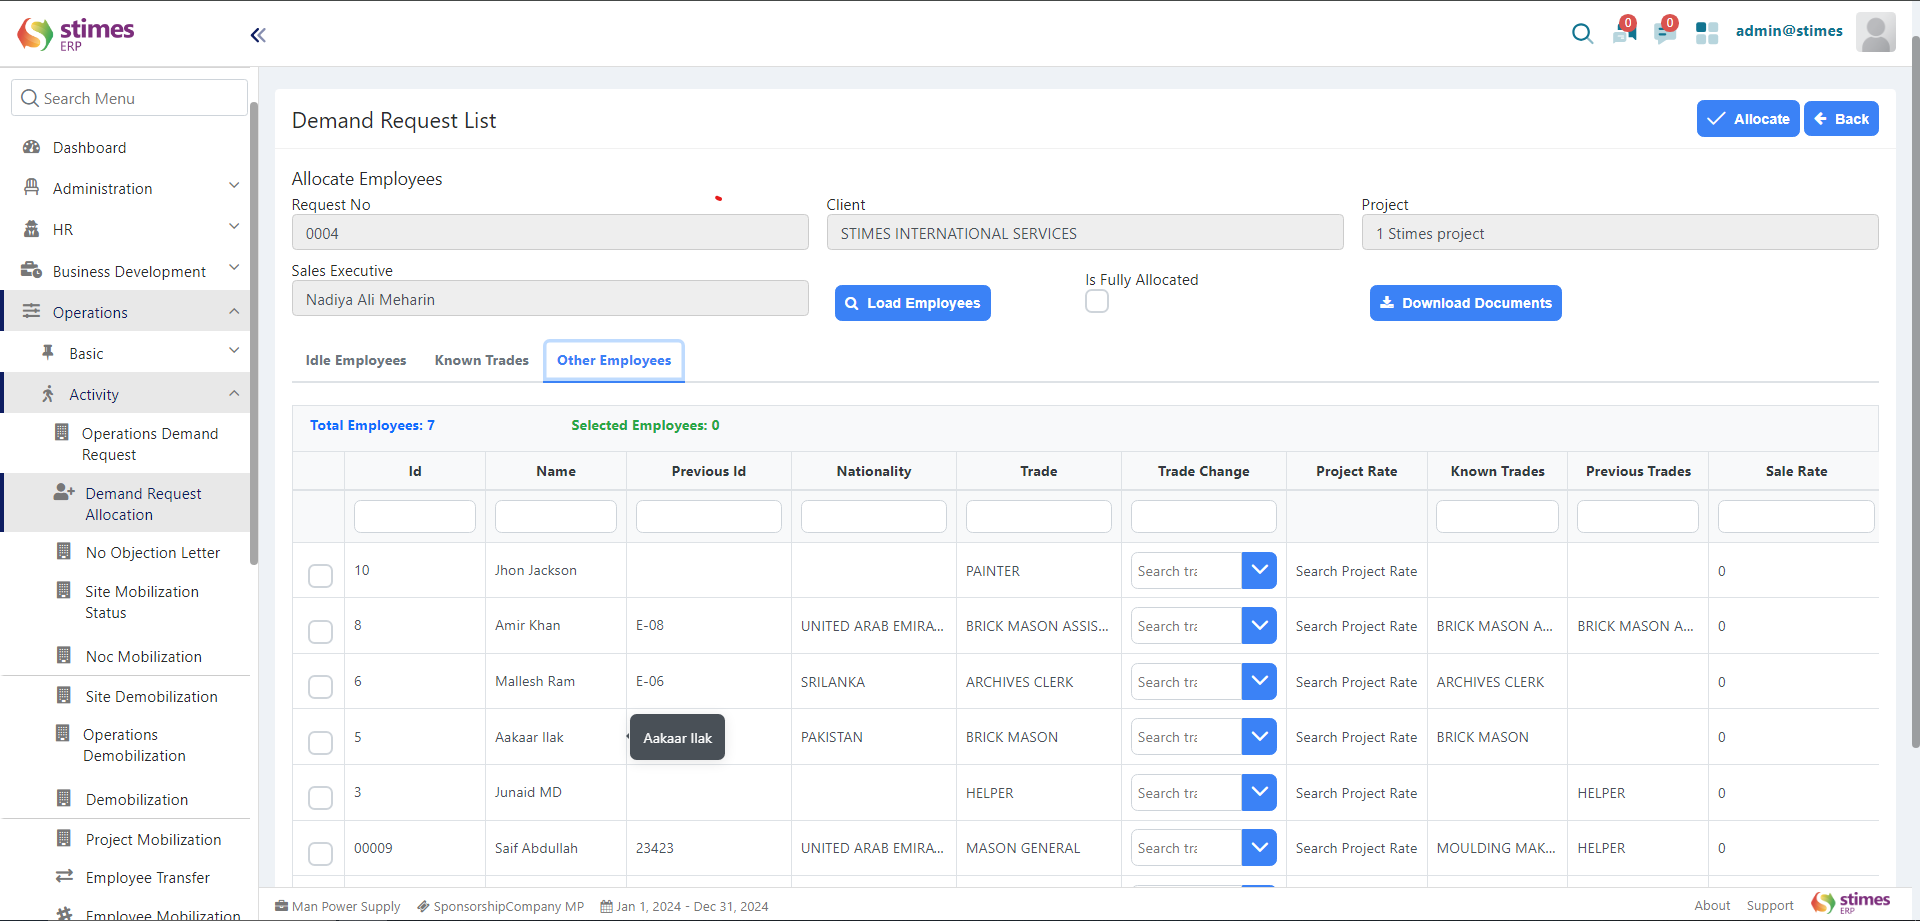 stimes
ERP
0
0
admin@stimes
Search Menu
Dashboard
Administration
HR
Business Development
Operations
Basic
Activity
Operations Demand
Request
Demand Request
Allocation
No Objection Letter
Site Mobilization
Status
Noc Mobilization
Site Demobilization
Operations
Demobilization
Demobilization
Project Mobilization
Employee Transfer
Employee Mobilization
Demand Request List
Allocate
Back
Allocate Employees
Request No
Client
Project
0004
STIMES INTERNATIONAL SERVICES
1 Stimes project
Sales Executive
Is Fully Allocated
Nadiya Ali Meharin
Load Employees
Download Documents
Idle Employees
Known Trades
Other Employees
Total Employees: 7
Selected Employees: 0
Id Name Previous Id Nationality Trade Trade Change Project Rate Known Trades Previous Trades Sale Rate
10 Jhon Jackson PAINTER Search tra Search Project Rate 0
8 Amir Khan E-08 UNITED ARAB EMIRA... BRICK MASON ASSIS... Search tra Search Project Rate BRICK MASON A... BRICK MASON A... 0
6 Mallesh Ram E-06 SRILANKA ARCHIVES CLERK Search tra Search Project Rate ARCHIVES CLERK 0
5 Aakaar Ilak Aakaar Ilak PAKISTAN BRICK MASON Search tra Search Project Rate BRICK MASON 0
3 Junaid MD HELPER Search tra Search Project Rate HELPER 0
00009 Saif Abdullah 23423 UNITED ARAB EMIRA... MASON GENERAL Search tra Search Project Rate MOULDING MAK... HELPER 0
Man Power Supply
SponsorshipCompany MP
Jan 1, 2024 - Dec 31, 2024
About
Support
stimes
ERP